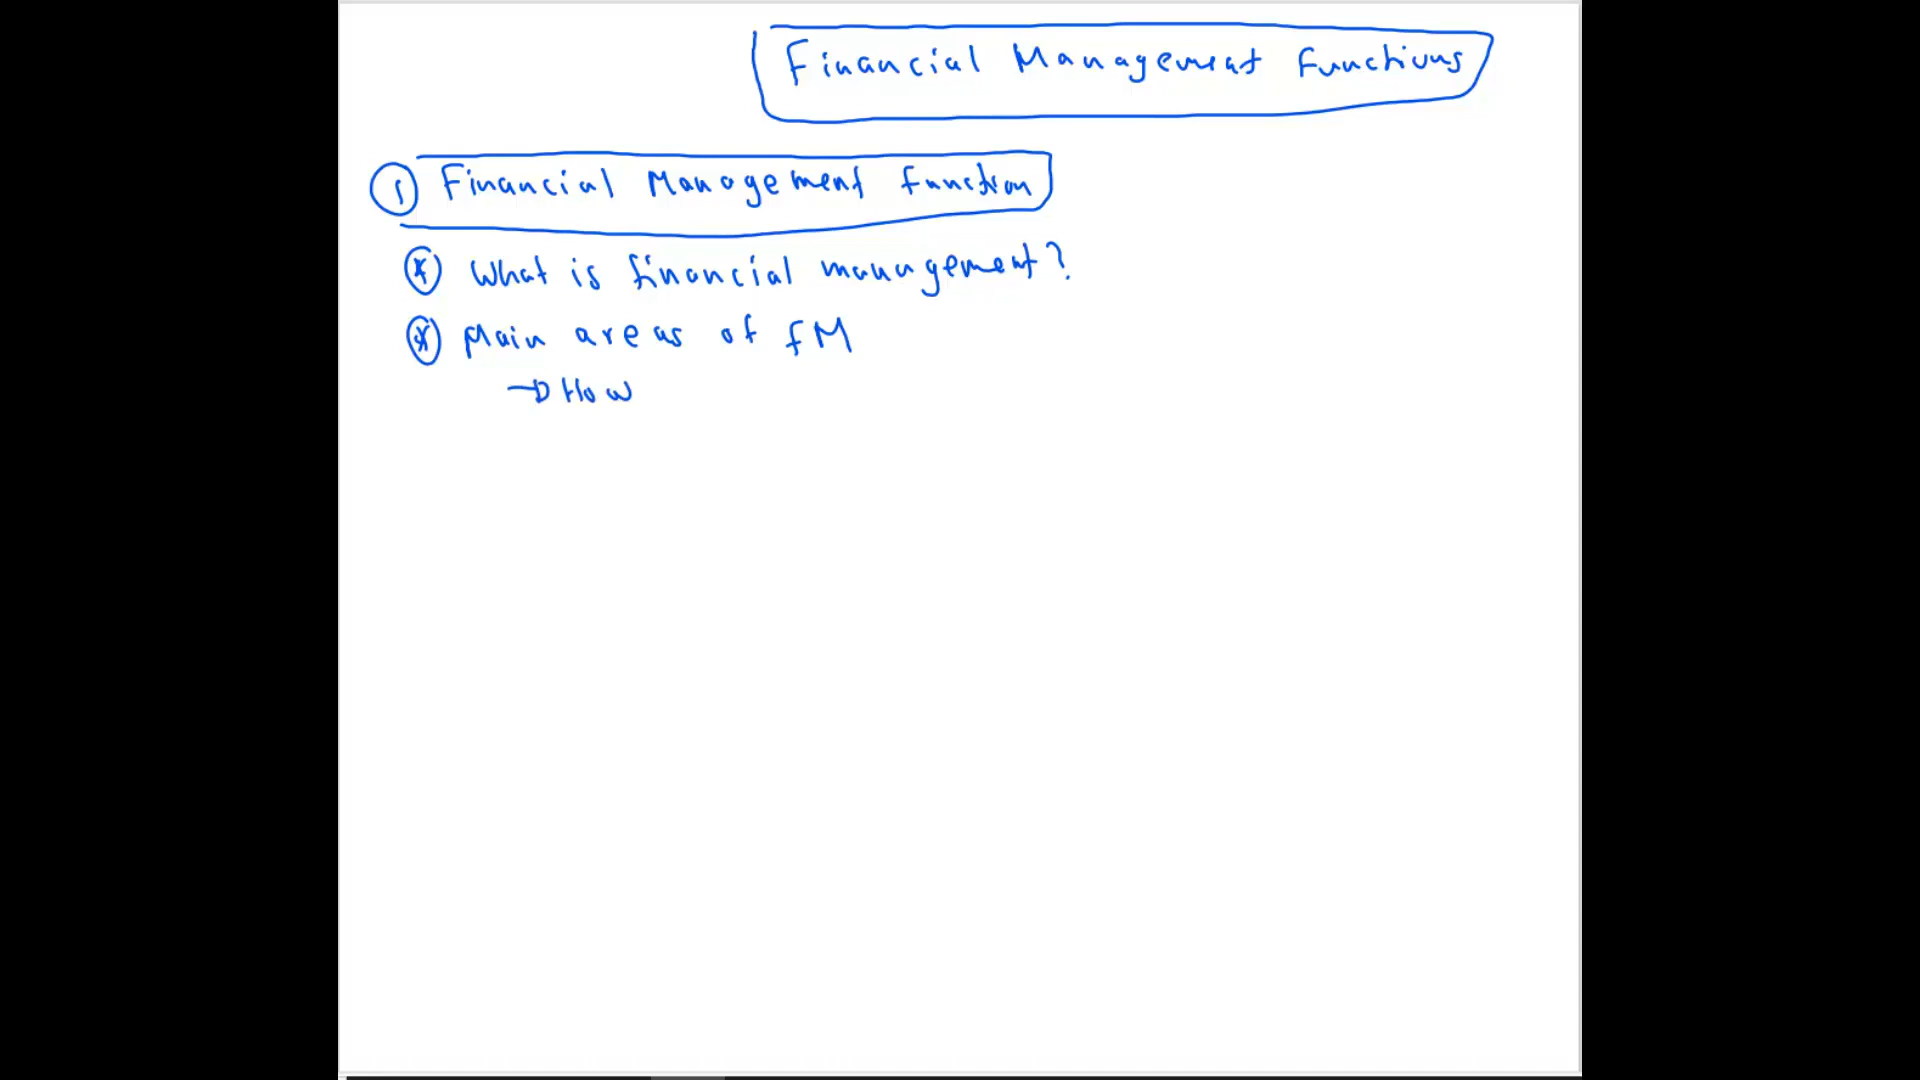 Financial Management Functions
① Financial Management function
* What is financial management?
* Main areas of FM
→ How